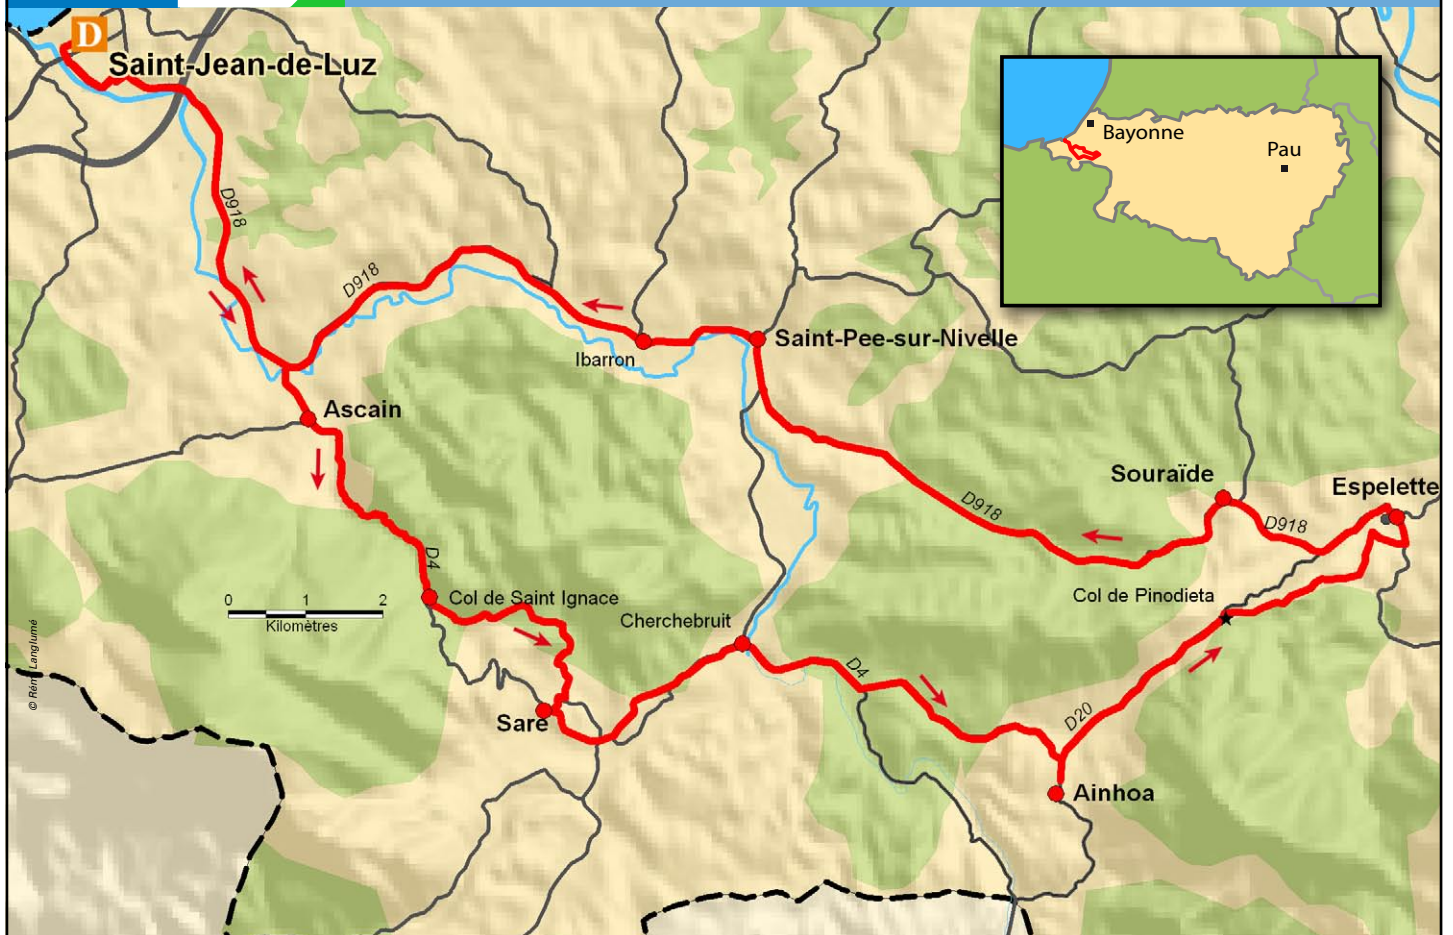 D
Saint-Jean-de-Luz
Bayonne
Pau
D918
D918
Ibarron
Saint-Pee-sur-Nivelle
Ascain
Souraïde
Espelette
D918
D918
D4
Col de Saint Ignace
Col de Pinodieta
0 1 2
Kilomètres
Cherchebruit
D4
© Rémi Langlumé
Sare
D20
Ainhoa